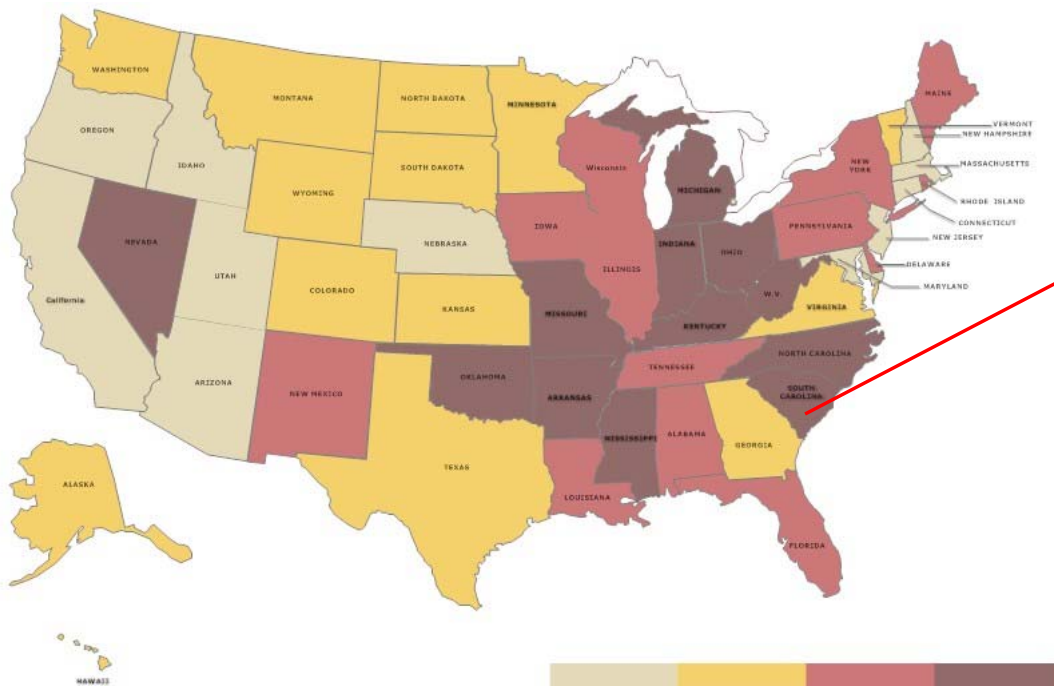 WASHINGTON
OREGON
IDAHO
MONTANA
NORTH DAKOTA
SOUTH DAKOTA
MINNESOTA
WYOMING
NEBRASKA
NEVADA
UTAH
California
COLORADO
KANSAS
ARIZONA
NEW MEXICO
OKLAHOMA
TEXAS
Wisconsin
IOWA
ILLINOIS
MISSOURI
ARKANSAS
LOUISIANA
MISSISSIPPI
MICHIGAN
INDIANA
OHIO
W.V.
KENTUCKY
TENNESSEE
ALABAMA
GEORGIA
FLORIDA
VIRGINIA
NORTH CAROLINA
SOUTH
CAROLINA
PENNSYLVANIA
NEW
YORK
MAINE
VERMONT
NEW HAMPSHIRE
MASSACHUSETTS
RHODE ISLAND
CONNECTICUT
NEW JERSEY
DELAWARE
MARYLAND
ALASKA
HAWAII